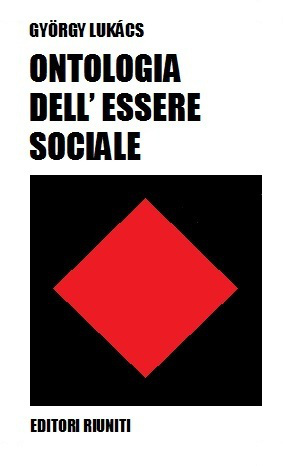 GYÖRGY LUKÁCS
ONTOLOGIA
DELL' ESSERE
SOCIALE
EDITORI RIUNITI